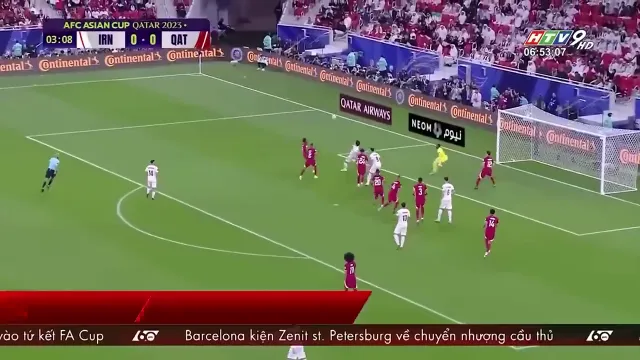 AFC ASIAN CUP QATAR 2023
03:08 IRN 0 - 0 QAT
HTV9 HD
06:53:07
Continental
Continental
Continental
Continental
Continental
Continental
QATAR AIRWAYS
NEOM نيوم
vào tứ kết FA Cup
60
Barcelona kiện Zenit st. Petersburg về chuyển nhượng cầu thủ
60